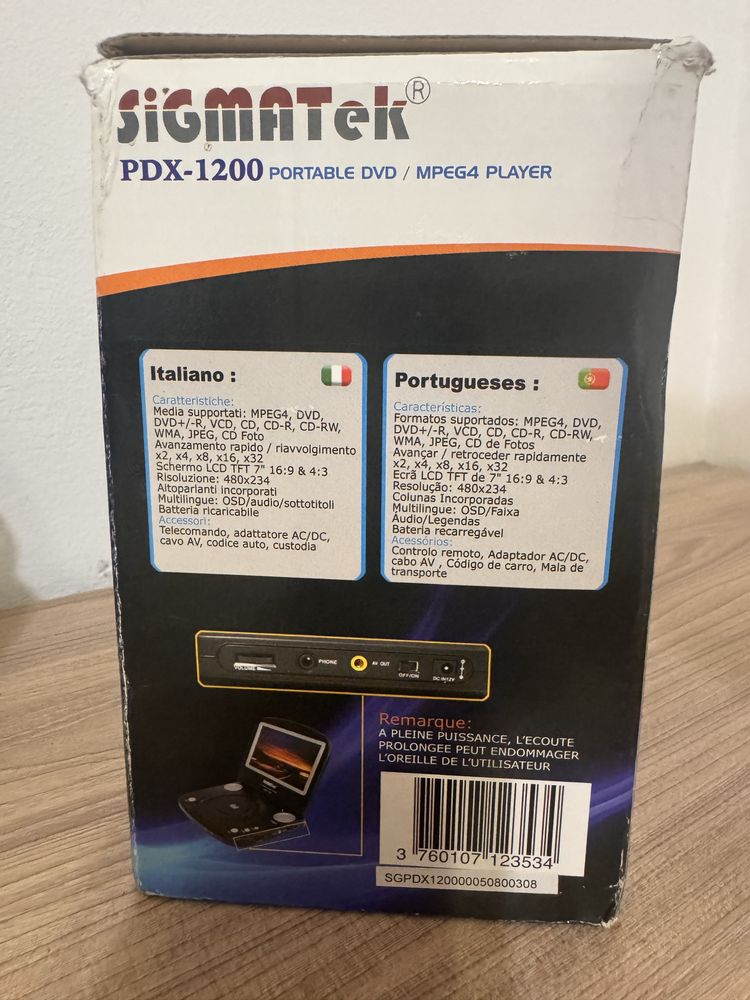 SiGMATek®
PDX-1200 PORTABLE DVD / MPEG4 PLAYER
Italiano :
Caratteristiche:
Media supportati: MPEG4, DVD,
DVD+/-R, VCD, CD, CD-R, CD-RW,
WMA, JPEG, CD Foto
Avanzamento rapido / riavvolgimento
x2, x4, x8, x16, x32
Schermo LCD TFT 7" 16:9 & 4:3
Risoluzione: 480x234
Altoparlanti incorporati
Multilingue: OSD/audio/sottotitoli
Batteria ricaricabile
Accessori:
Telecomando, adattatore AC/DC,
cavo AV, codice auto, custodia
Portugueses :
Características:
Formatos suportados: MPEG4, DVD,
DVD+/-R, VCD, CD, CD-R, CD-RW,
WMA, JPEG, CD de Fotos
Avançar / retroceder rapidamente
x2, x4, x8, x16, x32
Ecrã LCD TFT de 7" 16:9 & 4:3
Resolução: 480x234
Colunas Incorporadas
Multilingue: OSD/Faixa
Áudio/Legendas
Bateria recarregável
Acessórios:
Controlo remoto, Adaptador AC/DC,
cabo AV , Código de carro, Mala de
transporte
VOLUME
PHONE
AV OUT
OFF/ON
DC IN 12V
Remarque:
A PLEINE PUISSANCE, L'ECOUTE
PROLONGEE PEUT ENDOMMAGER
L'OREILLE DE L'UTILISATEUR
3 760107 123534
SGPDX120000050800308